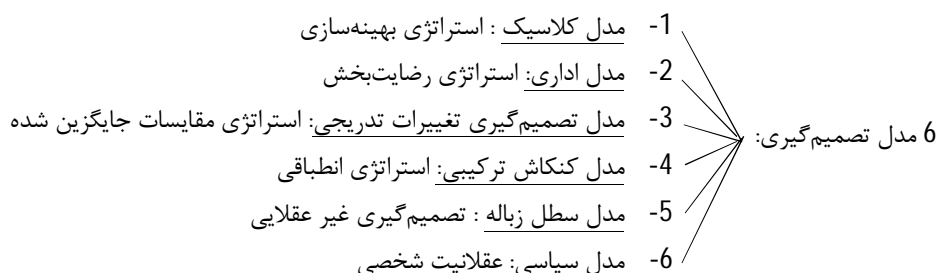 6 مدل تصمیم‌گیری:
1- مدل کلاسیک : استراتژی بهینه‌سازی
2- مدل اداری: استراتژی رضایت‌بخش
3- مدل تصمیم‌گیری تغییرات تدریجی: استراتژی مقایسات جایگزین شده
4- مدل کنکاش ترکیبی: استراتژی انطباقی
5- مدل سطل زباله : تصمیم‌گیری غیر عقلایی
6- مدل سیاسی: عقلانیت شخصی